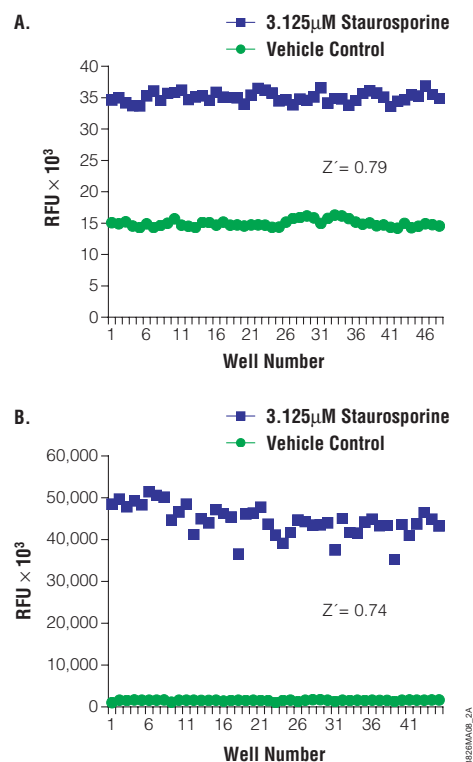 A.
3.125µM Staurosporine
Vehicle Control
RFU × 10³
40
35
30
25
20
15
10
5
0
Z´= 0.79
1 6 11 16 21 26 31 36 41 46
Well Number
B.
3.125µM Staurosporine
Vehicle Control
RFU × 10³
60,000
50,000
40,000
30,000
20,000
10,000
0
Z´= 0.74
1 6 11 16 21 26 31 36 41
Well Number